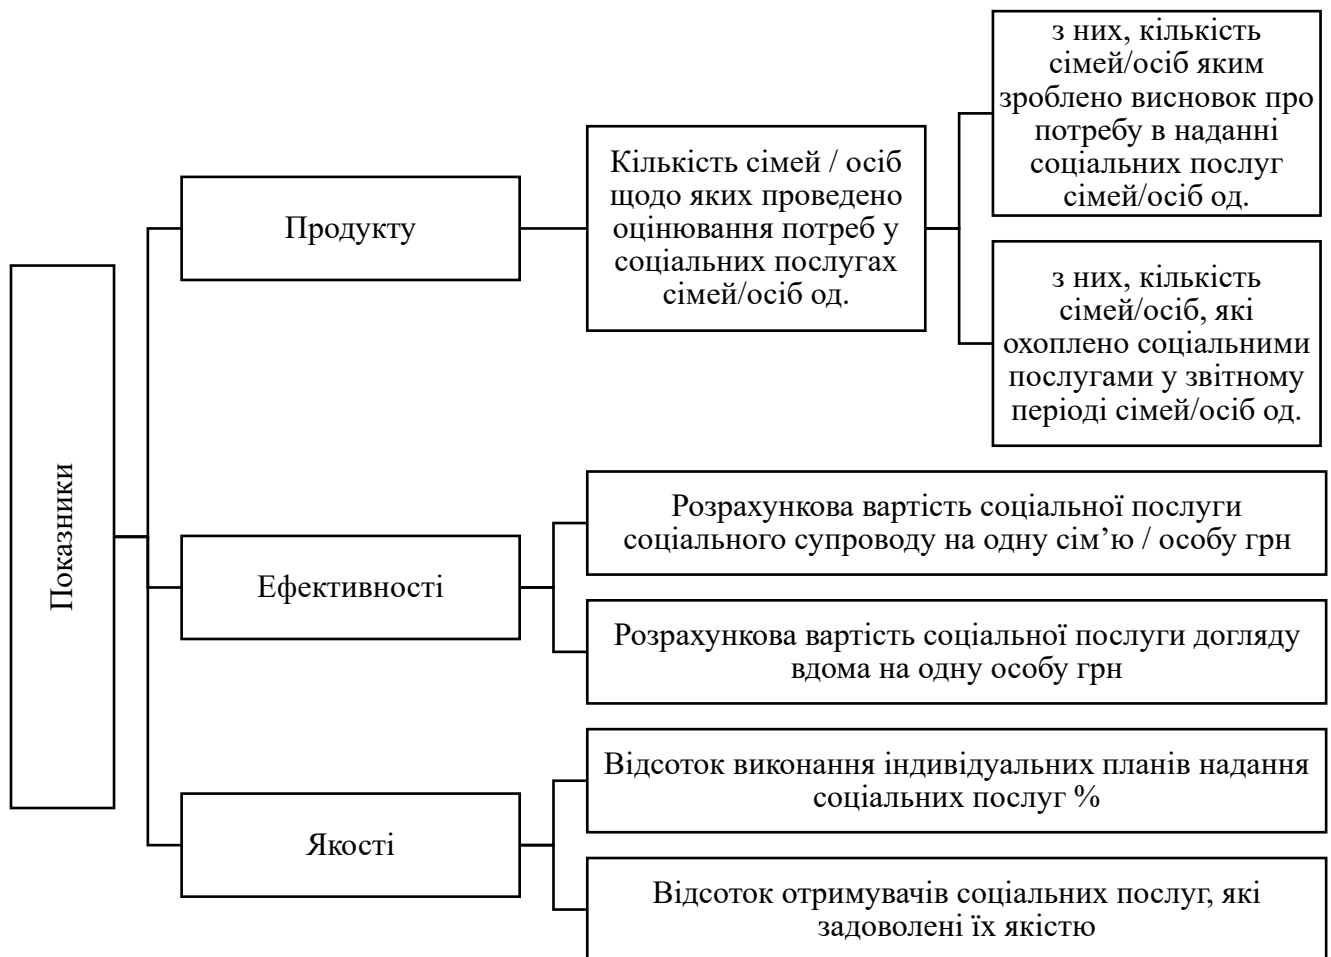 Показники
Продукту
Кількість сімей / осіб
щодо яких проведено
оцінювання потреб у
соціальних послугах
сімей/осіб од.
з них, кількість
сімей/осіб яким
зроблено висновок про
потребу в наданні
соціальних послуг
сімей/осіб од.
з них, кількість
сімей/осіб, які
охоплено соціальними
послугами у звітному
періоді сімей/осіб од.
Ефективності
Розрахункова вартість соціальної послуги
соціального супроводу на одну сім’ю / особу грн
Розрахункова вартість соціальної послуги догляду
вдома на одну особу грн
Якості
Відсоток виконання індивідуальних планів надання
соціальних послуг %
Відсоток отримувачів соціальних послуг, які
задоволені їх якістю